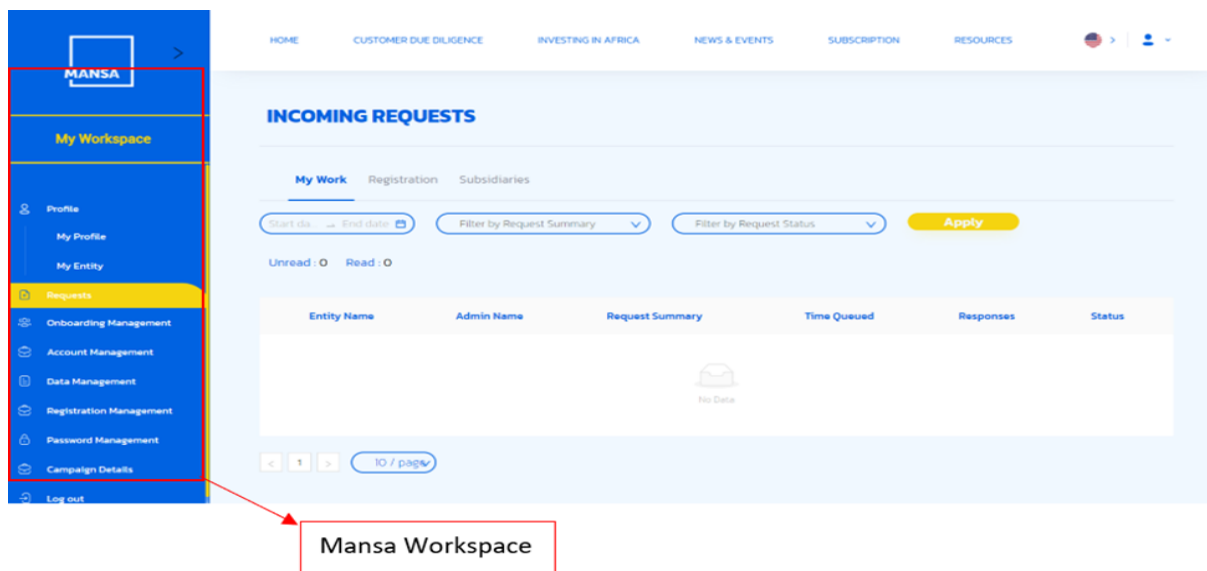 MANSA
>
My Workspace
Profile
My Profile
My Entity
Requests
Onboarding Management
Account Management
Data Management
Registration Management
Password Management
Campaign Details
Log out
HOME CUSTOMER DUE DILIGENCE INVESTING IN AFRICA NEWS & EVENTS SUBSCRIPTION RESOURCES
INCOMING REQUESTS
My Work Registration Subsidiaries
Start da End date Filter by Request Summary Filter by Request Status Apply
Unread : 0 Read : 0
Entity Name Admin Name Request Summary Time Queued Responses Status
No Data
< 1 > 10 / page
Mansa Workspace